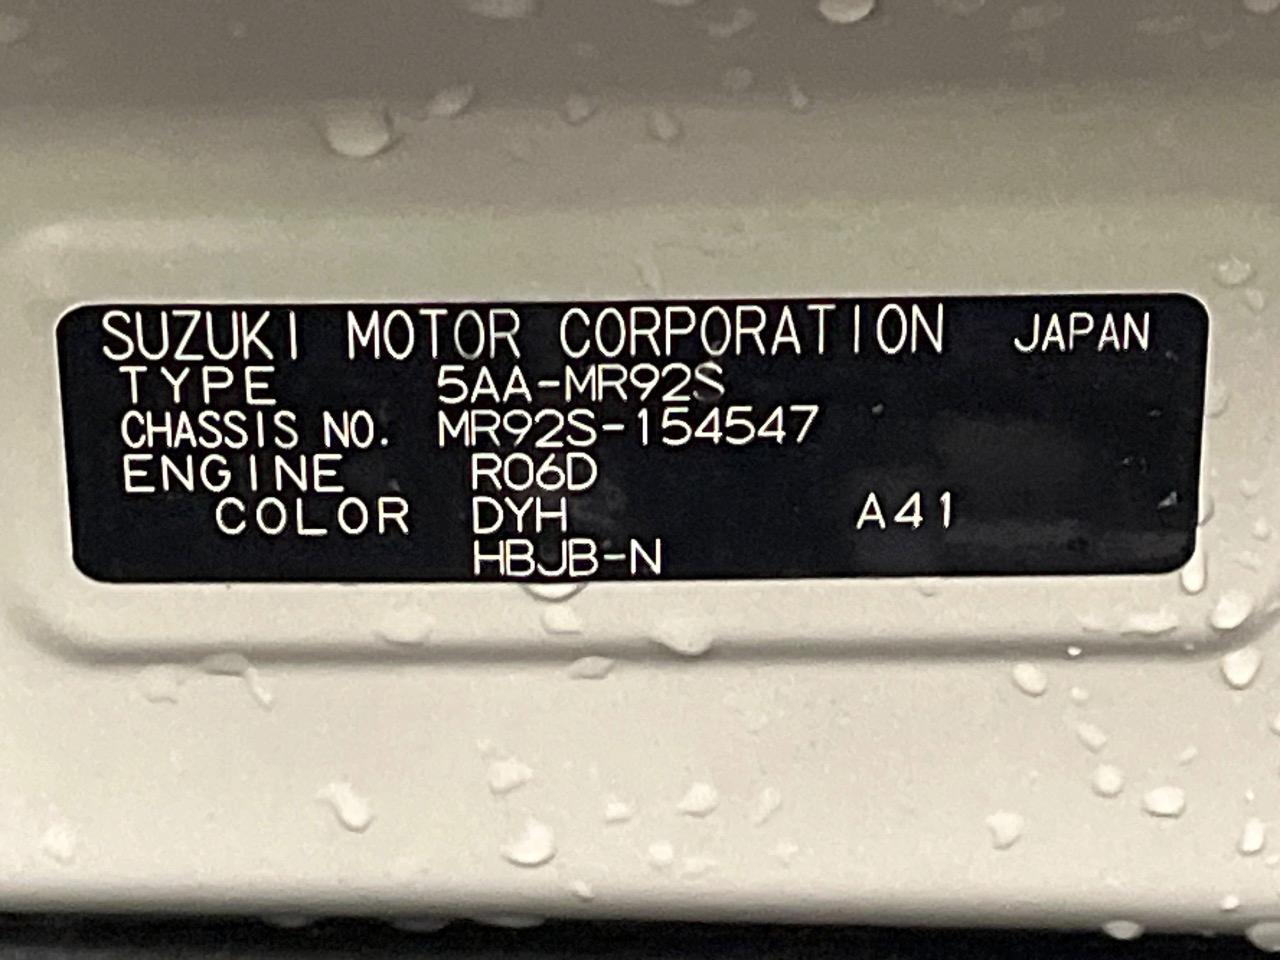 SUZUKI MOTOR CORPORATION JAPAN
TYPE 5AA-MR92S
CHASSIS NO. MR92S-154547
ENGINE R06D
COLOR DYH A41
HBJB-N